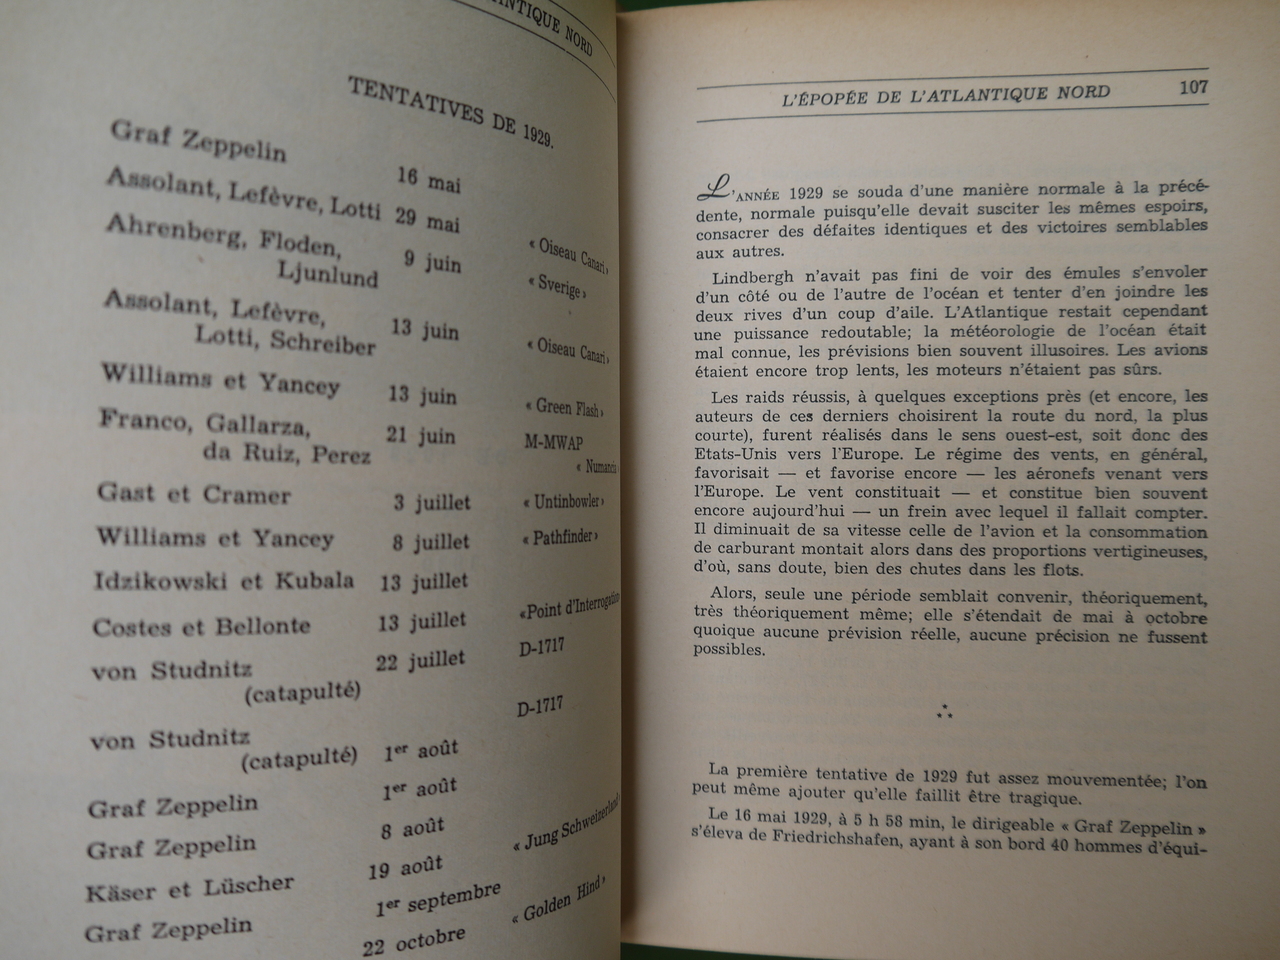 NTIQUE NORD
TENTATIVES DE 1929.
Graf Zeppelin 16 mai
Assolant, Lefèvre, Lotti 29 mai « Oiseau Canari »
Ahrenberg, Floden, 9 juin « Sverige »
Ljunlund
Assolant, Lefèvre, 13 juin « Oiseau Canari »
Lotti, Schreiber
Williams et Yancey 13 juin « Green Flash »
Franco, Gallarza, 21 juin M-MWAP
da Ruiz, Perez « Numancia
Gast et Cramer 3 juillet « Untinbowler »
Williams et Yancey 8 juillet « Pathfinder »
Idzikowski et Kubala 13 juillet
Costes et Bellonte 13 juillet «Point d'Interrogation
von Studnitz 22 juillet D-1717
(catapulté)
von Studnitz D-1717
(catapulté) 1er août
Graf Zeppelin 1er août
Graf Zeppelin 8 août
Käser et Lüscher 19 août « Jung Schweizerland »
Graf Zeppelin 1er septembre
22 octobre « Golden Hind »
L'ÉPOPÉE DE L'ATLANTIQUE NORD 107
L'ANNÉE 1929 se souda d'une manière normale à la précé-
dente, normale puisqu'elle devait susciter les mêmes espoirs,
consacrer des défaites identiques et des victoires semblables
aux autres.
Lindbergh n'avait pas fini de voir des émules s'envoler
d'un côté ou de l'autre de l'océan et tenter d'en joindre les
deux rives d'un coup d'aile. L'Atlantique restait cependant
une puissance redoutable; la météorologie de l'océan était
mal connue, les prévisions bien souvent illusoires. Les avions
étaient encore trop lents, les moteurs n'étaient pas sûrs.
Les raids réussis, à quelques exceptions près (et encore, les
auteurs de ces derniers choisirent la route du nord, la plus
courte), furent réalisés dans le sens ouest-est, soit donc des
Etats-Unis vers l'Europe. Le régime des vents, en général,
favorisait — et favorise encore — les aéronefs venant vers
l'Europe. Le vent constituait — et constitue bien souvent
encore aujourd'hui — un frein avec lequel il fallait compter.
Il diminuait de sa vitesse celle de l'avion et la consommation
de carburant montait alors dans des proportions vertigineuses,
d'où, sans doute, bien des chutes dans les flots.
Alors, seule une période semblait convenir, théoriquement,
très théoriquement même; elle s'étendait de mai à octobre
quoique aucune prévision réelle, aucune précision ne fussent
possibles.
La première tentative de 1929 fut assez mouvementée; l'on
peut même ajouter qu'elle faillit être tragique.
Le 16 mai 1929, à 5 h 58 min, le dirigeable « Graf Zeppelin »
s'éleva de Friedrichshafen, ayant à son bord 40 hommes d'équi-